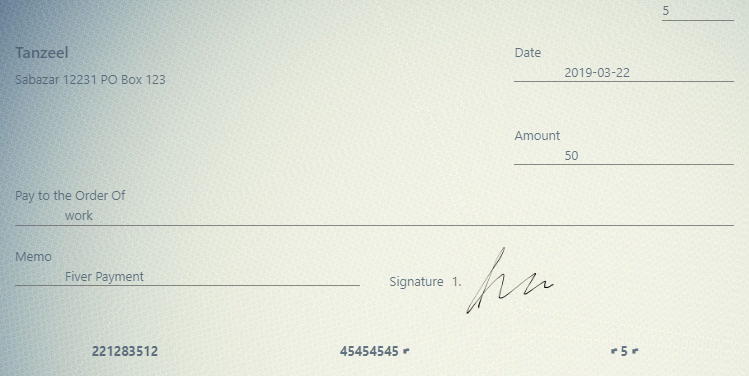 5
Tanzeel
Date
Sabazar 12231 PO Box 123
2019-03-22
Amount
50
Pay to the Order Of
work
Memo
Fiver Payment
Signature 1.
221283512 45454545 ⑈ ⑈ 5 ⑈